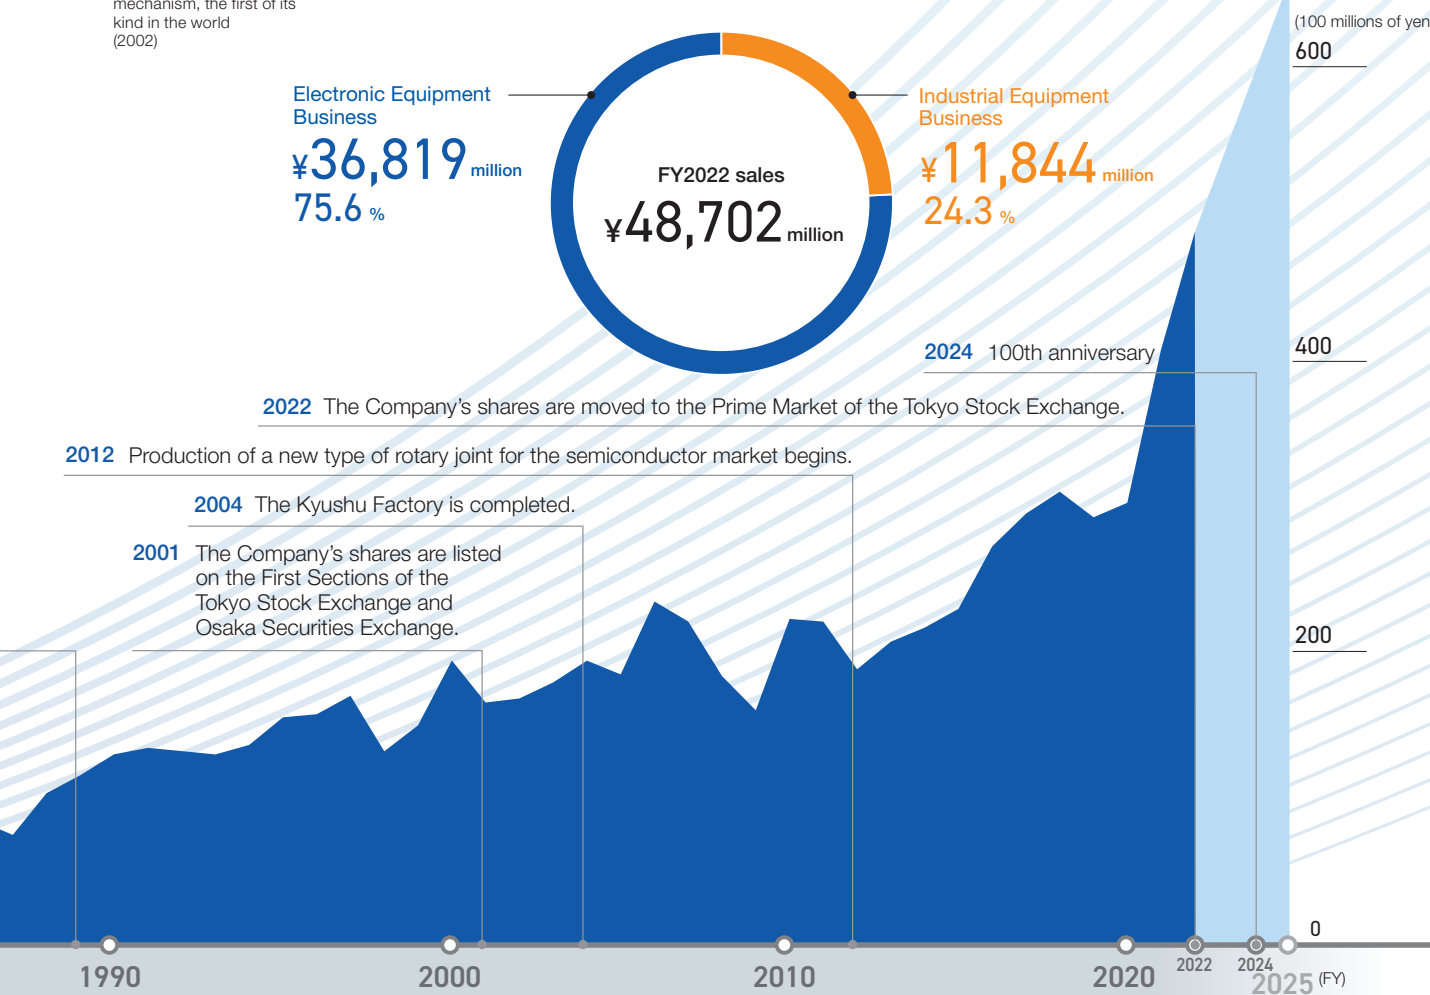 mechanism, the first of its
kind in the world
(2002)
(100 millions of yen
600
Electronic Equipment
Business
¥36,819 million
75.6 %
Industrial Equipment
Business
¥11,844 million
24.3 %
FY2022 sales
¥48,702 million
2024 100th anniversary
400
2022 The Company's shares are moved to the Prime Market of the Tokyo Stock Exchange.
2012 Production of a new type of rotary joint for the semiconductor market begins.
2004 The Kyushu Factory is completed.
2001 The Company's shares are listed
on the First Sections of the
Tokyo Stock Exchange and
Osaka Securities Exchange.
200
0
1990
2000
2010
2020
2022
2024
2025 (FY)